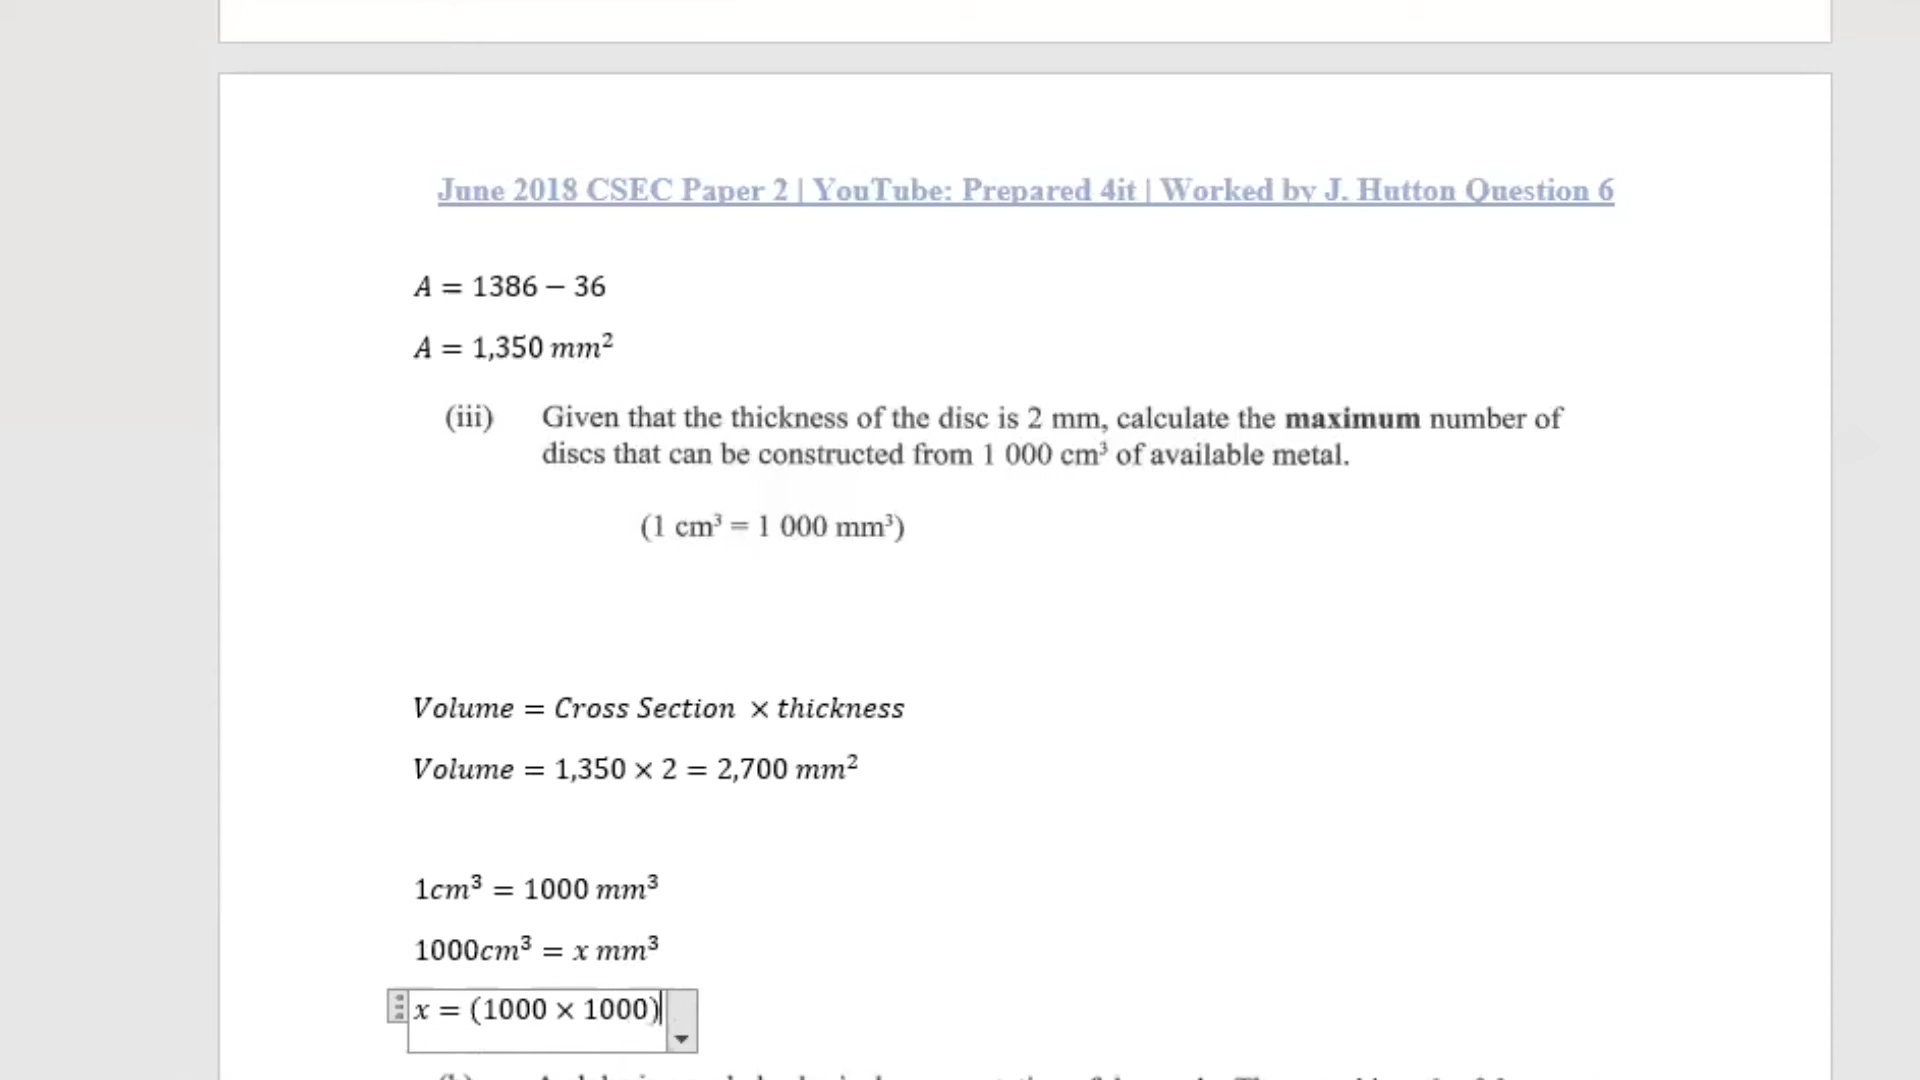 June 2018 CSEC Paper 2 | YouTube: Prepared 4it | Worked by J. Hutton Question 6
A = 1386 − 36
A = 1,350 mm²
(iii) Given that the thickness of the disc is 2 mm, calculate the maximum number of
discs that can be constructed from 1 000 cm³ of available metal.
(1 cm³ = 1 000 mm³)
Volume = Cross Section × thickness
Volume = 1,350 × 2 = 2,700 mm²
1cm³ = 1000 mm³
1000cm³ = x mm³
x = (1000 × 1000)